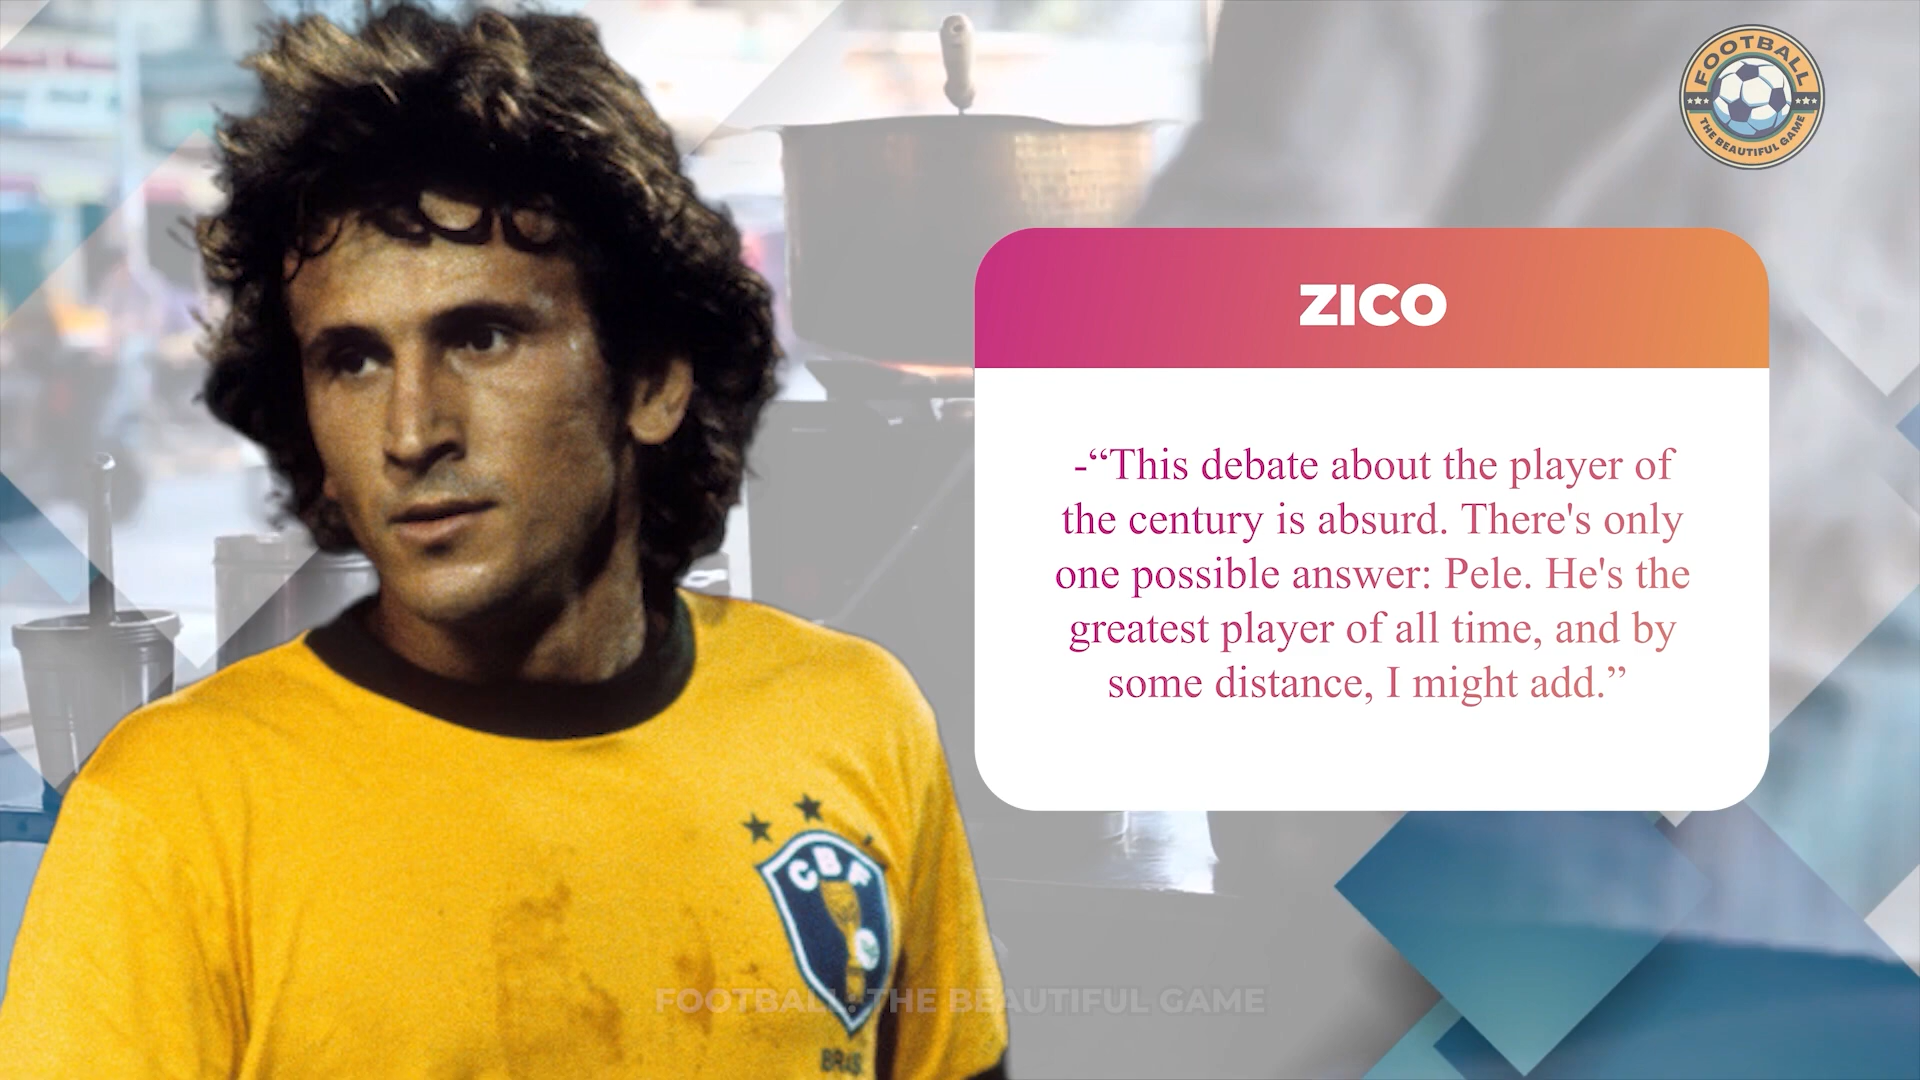 FOOTBALL
THE BEAUTIFUL GAME
ZICO
-“This debate about the player of
the century is absurd. There's only
one possible answer: Pele. He's the
greatest player of all time, and by
some distance, I might add.”
CBF
BRASIL
FOOTBALL: THE BEAUTIFUL GAME